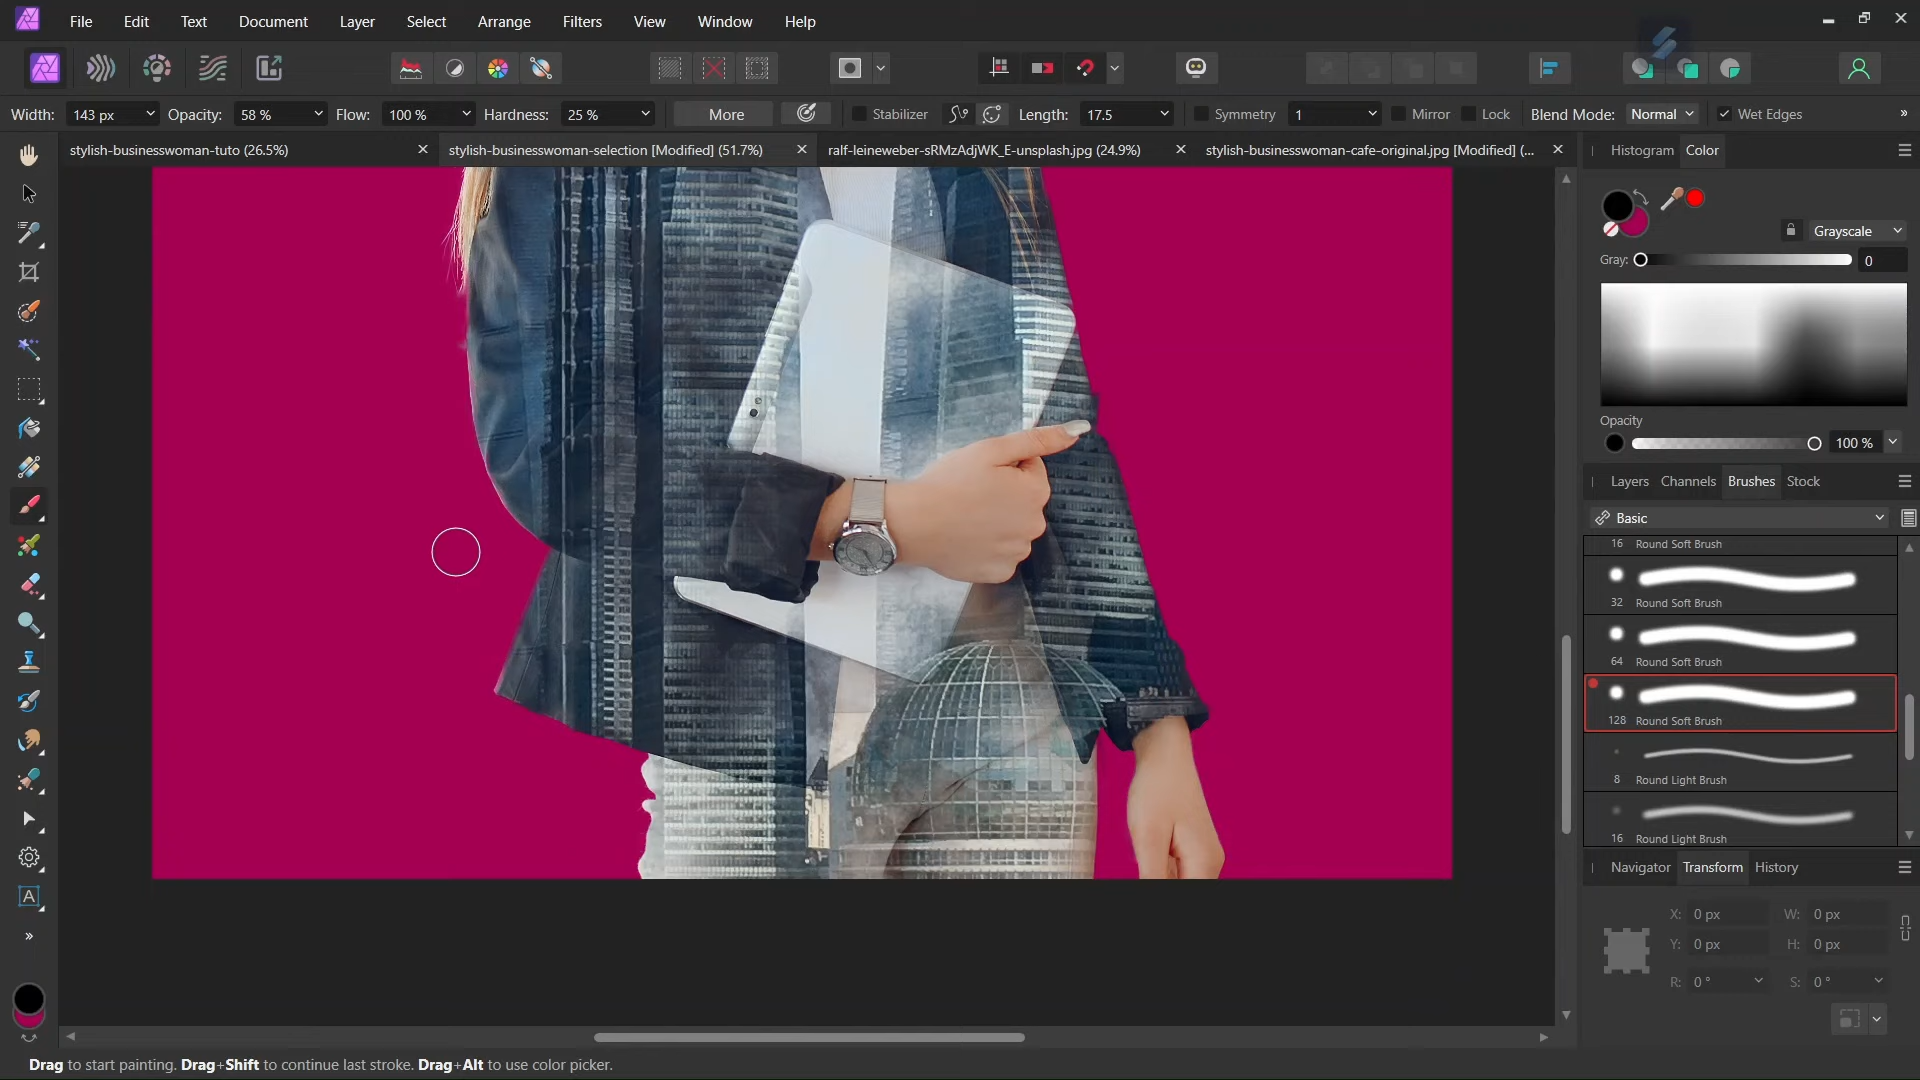 File Edit Text Document Layer Select Arrange Filters View Window Help
Width: 143 px Opacity: 58 % Flow: 100 % Hardness: 25 % More Stabilizer Length: 17.5 Symmetry 1 Mirror Lock Blend Mode: Normal Wet Edges »
stylish-businesswoman-tuto (26.5%) stylish-businesswoman-selection [Modified] (51.7%) ralf-leineweber-sRMzAdjWK_E-unsplash.jpg (24.9%) stylish-businesswoman-cafe-original.jpg [Modified] (...
Histogram Color
Grayscale
Gray: 0
Opacity
100 %
Layers Channels Brushes Stock
Basic
16 Round Soft Brush
32 Round Soft Brush
64 Round Soft Brush
128 Round Soft Brush
8 Round Light Brush
16 Round Light Brush
Navigator Transform History
X: 0 px W: 0 px
Y: 0 px H: 0 px
R: 0 ° S: 0 °
A
»
Drag to start painting. Drag+Shift to continue last stroke. Drag+Alt to use color picker.